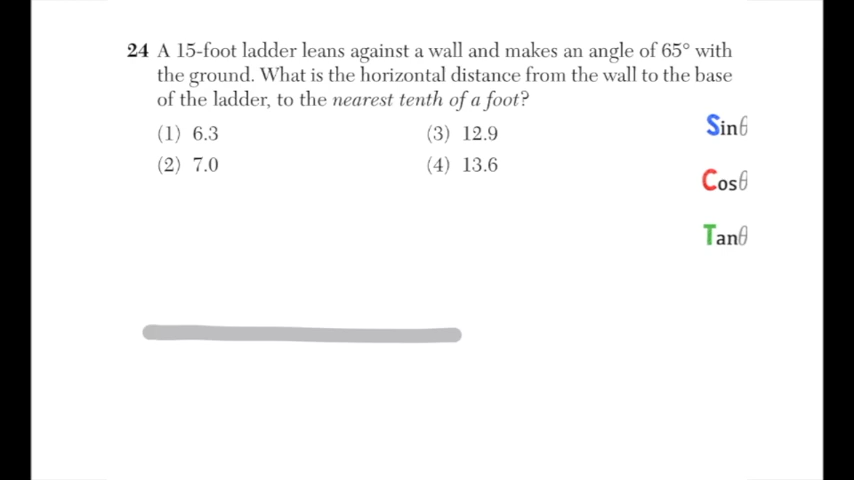 24 A 15-foot ladder leans against a wall and makes an angle of 65° with
the ground. What is the horizontal distance from the wall to the base
of the ladder, to the nearest tenth of a foot?
(1) 6.3
(3) 12.9
(2) 7.0
(4) 13.6
Sinθ
Cosθ
Tanθ